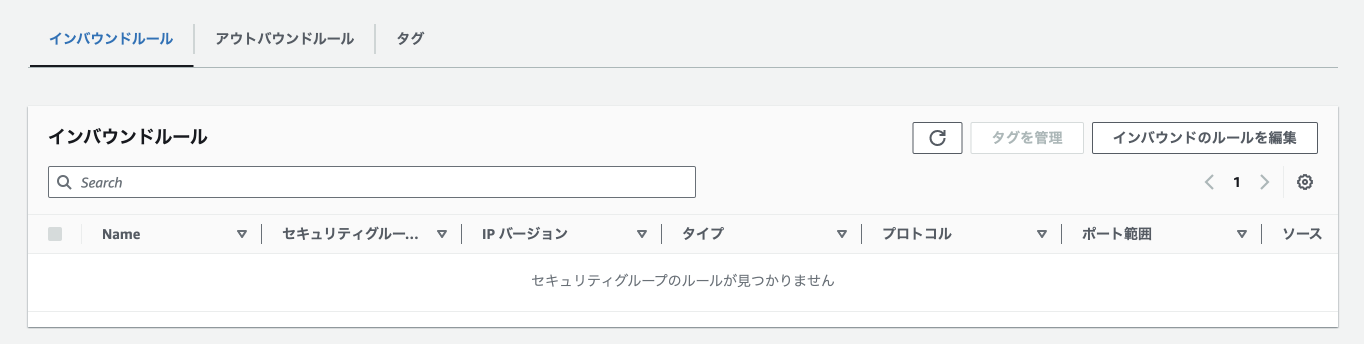 インバウンドルール アウトバウンドルール タグ
インバウンドルール タグを管理 インバウンドのルールを編集
Search 1
Name セキュリティグルー... IP バージョン タイプ プロトコル ポート範囲 ソース
セキュリティグループのルールが見つかりません